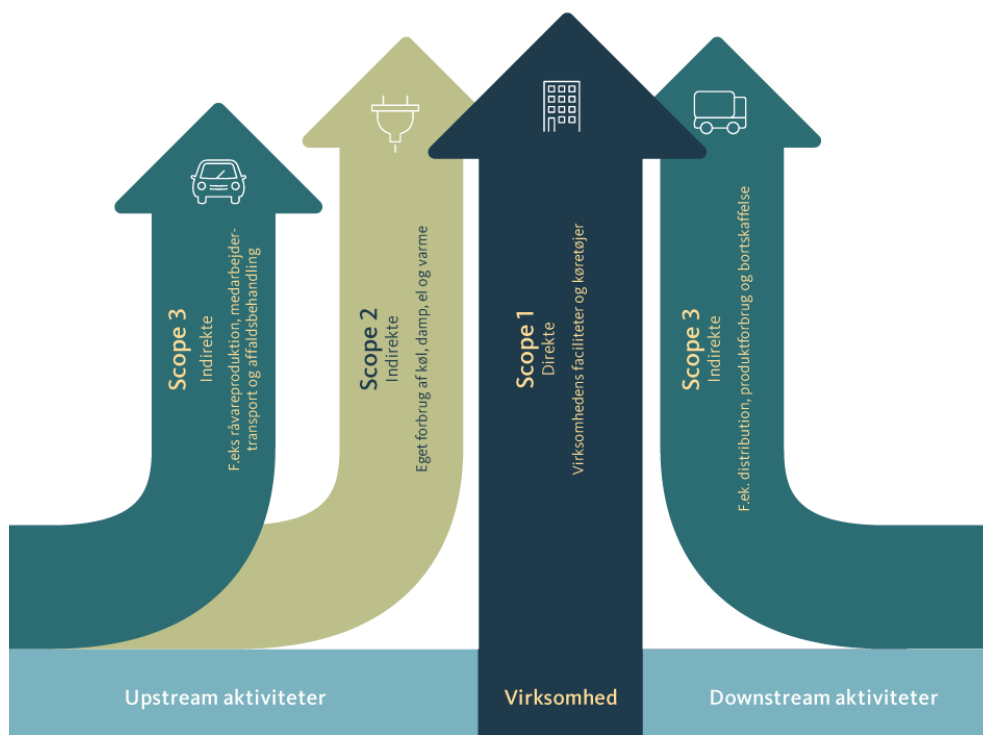 Scope 3
Indirekte
F.eks råvareproduktion, medarbejder-
transport og affaldsbehandling
Scope 2
Indirekte
Eget forbrug af køl, damp, el og varme
Scope 1
Direkte
Virksomhedens faciliteter og køretøjer
Scope 3
Indirekte
F.ek. distribution, produktforbrug og bortskaffelse
Upstream aktiviteter
Virksomhed
Downstream aktiviteter